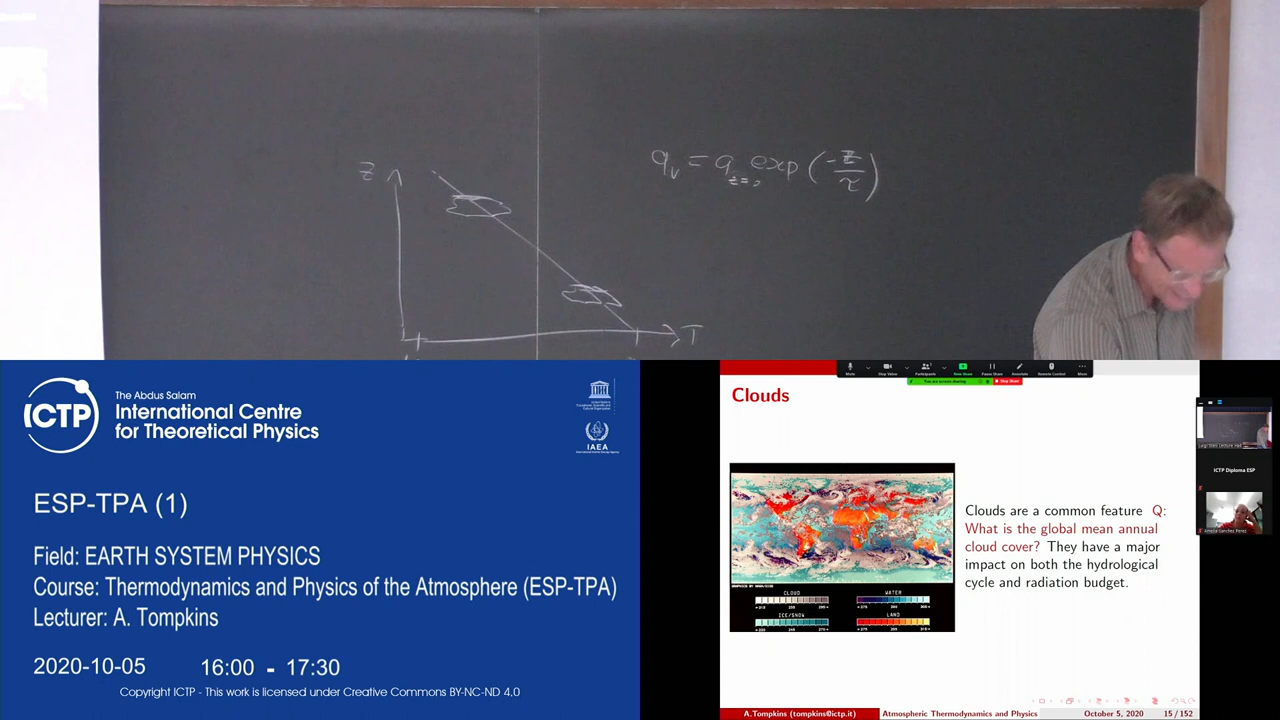 z
T
q_v = q_{z=0} exp(-z/τ)
ICTP
The Abdus Salam
International Centre
for Theoretical Physics
IAEA
ESP-TPA (1)
Field: EARTH SYSTEM PHYSICS
Course: Thermodynamics and Physics of the Atmosphere (ESP-TPA)
Lecturer: A. Tompkins
2020-10-05 16:00 - 17:30
Copyright ICTP - This work is licensed under Creative Commons BY-NC-ND 4.0
Clouds
Clouds are a common feature Q:
What is the global mean annual
cloud cover? They have a major
impact on both the hydrological
cycle and radiation budget.
CLOUD WATER
ICE/SNOW LAND
ICTP Diploma ESP
A.Tompkins (tompkins@ictp.it) Atmospheric Thermodynamics and Physics October 5, 2020 15 / 152